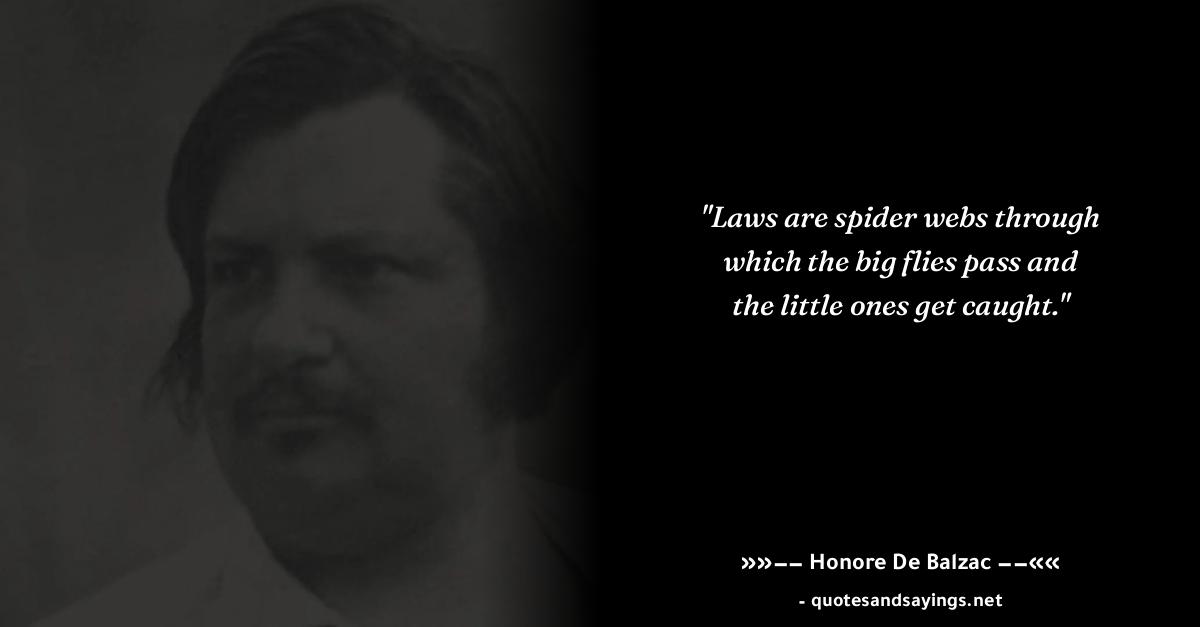 "Laws are spider webs through
which the big flies pass and
the little ones get caught."
»»–– Honore De Balzac ––««
- quotesandsayings.net